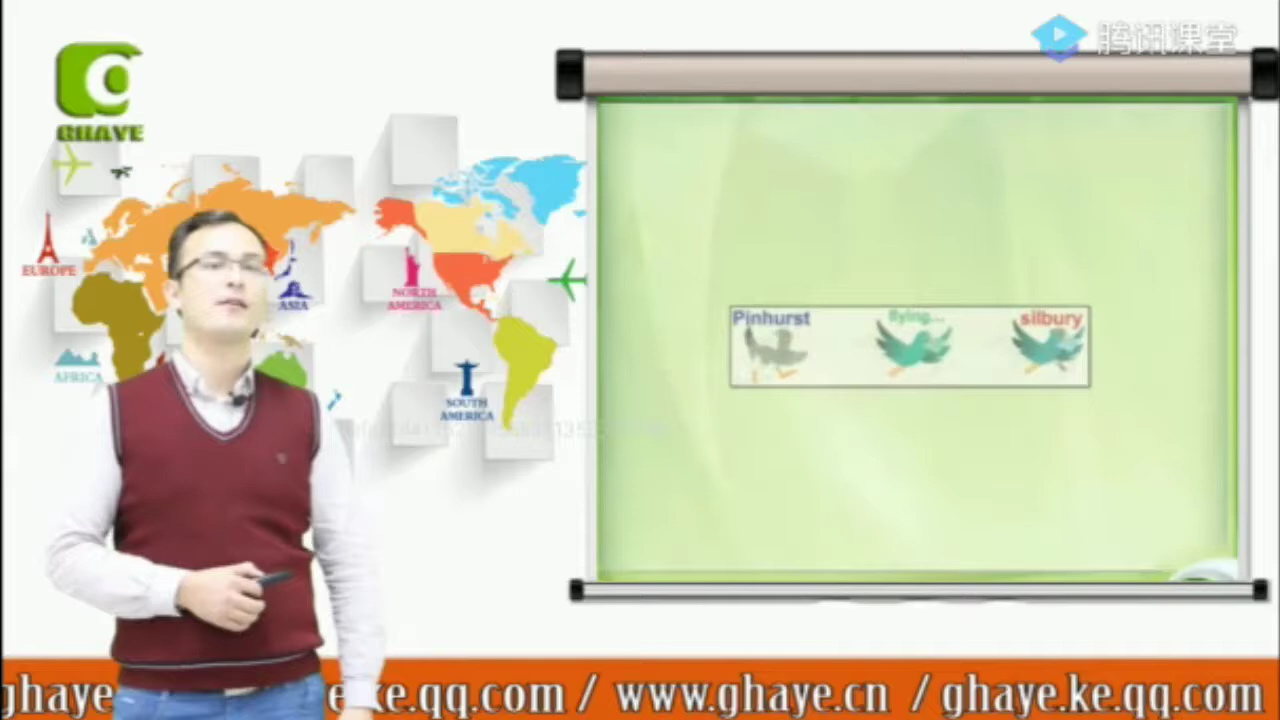 腾讯课堂
GHAYE
EUROPE
ASIA
NORTH
AMERICA
AFRICA
SOUTH
AMERICA
Pinhurst
flying...
silbury
ghaye
e.ke.qq.com / www.ghaye.cn / ghaye.ke.qq.com